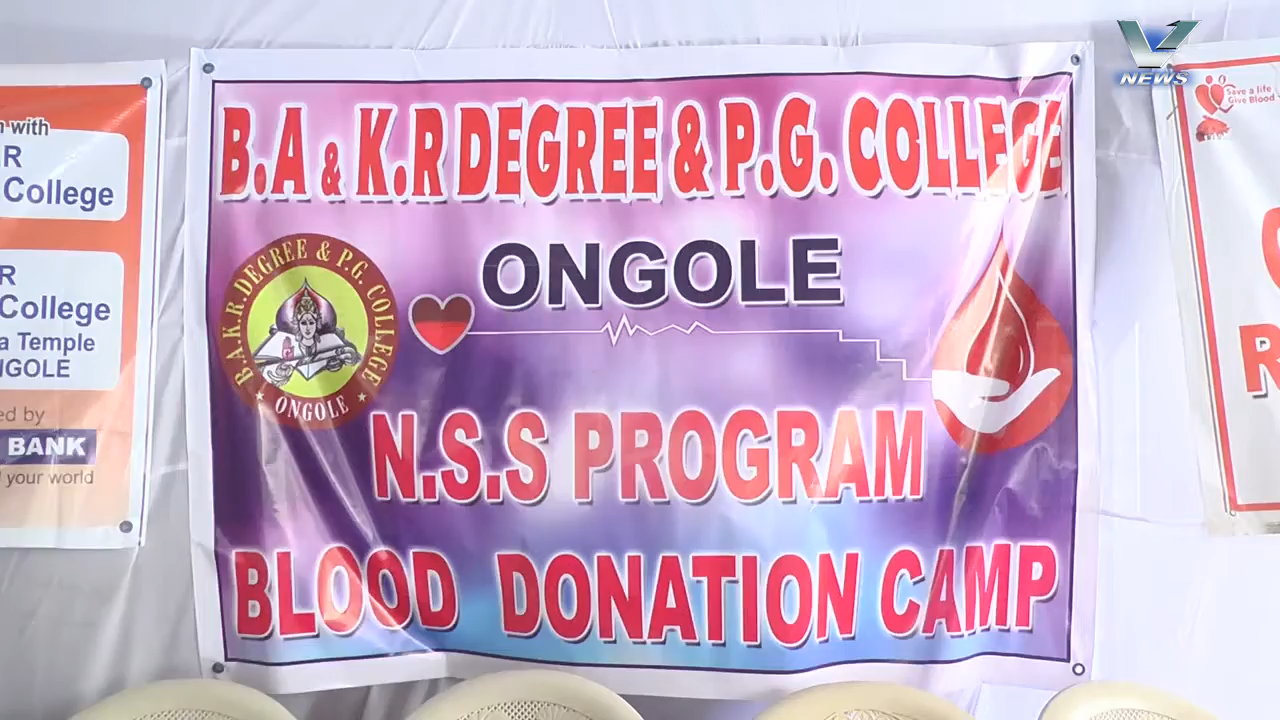 B.A & K.R DEGREE & P.G. COLLEGE
ONGOLE
B.A.K.R.DEGREE & P.G. COLLEGE
ONGOLE
N.S.S PROGRAM
BLOOD DONATION CAMP
with
R
College
R
College
a Temple
NGOLE
ed by
BANK
your world
V NEWS
Save a life
Give Blood
R